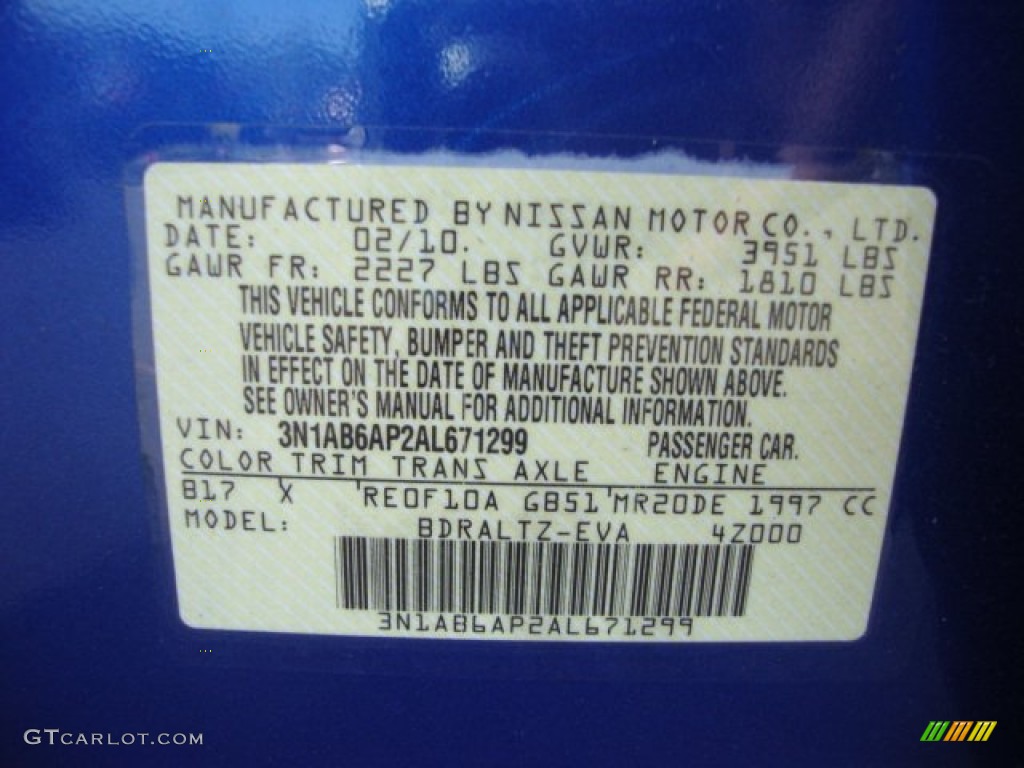 MANUFACTURED BY NISSAN MOTOR CO., LTD.
DATE: 02/10. GVWR: 3951 LBS
GAWR FR: 2227 LBS GAWR RR: 1810 LBS
THIS VEHICLE CONFORMS TO ALL APPLICABLE FEDERAL MOTOR
VEHICLE SAFETY, BUMPER AND THEFT PREVENTION STANDARDS
IN EFFECT ON THE DATE OF MANUFACTURE SHOWN ABOVE.
SEE OWNER'S MANUAL FOR ADDITIONAL INFORMATION.
VIN: 3N1AB6AP2AL671299 PASSENGER CAR.
COLOR TRIM TRANS AXLE ENGINE
B17 X RE0F10A GB51 MR20DE 1997 CC
MODEL: BDRALTZ-EVA 4Z000
3N1AB6AP2AL671299
GTCARLOT.COM